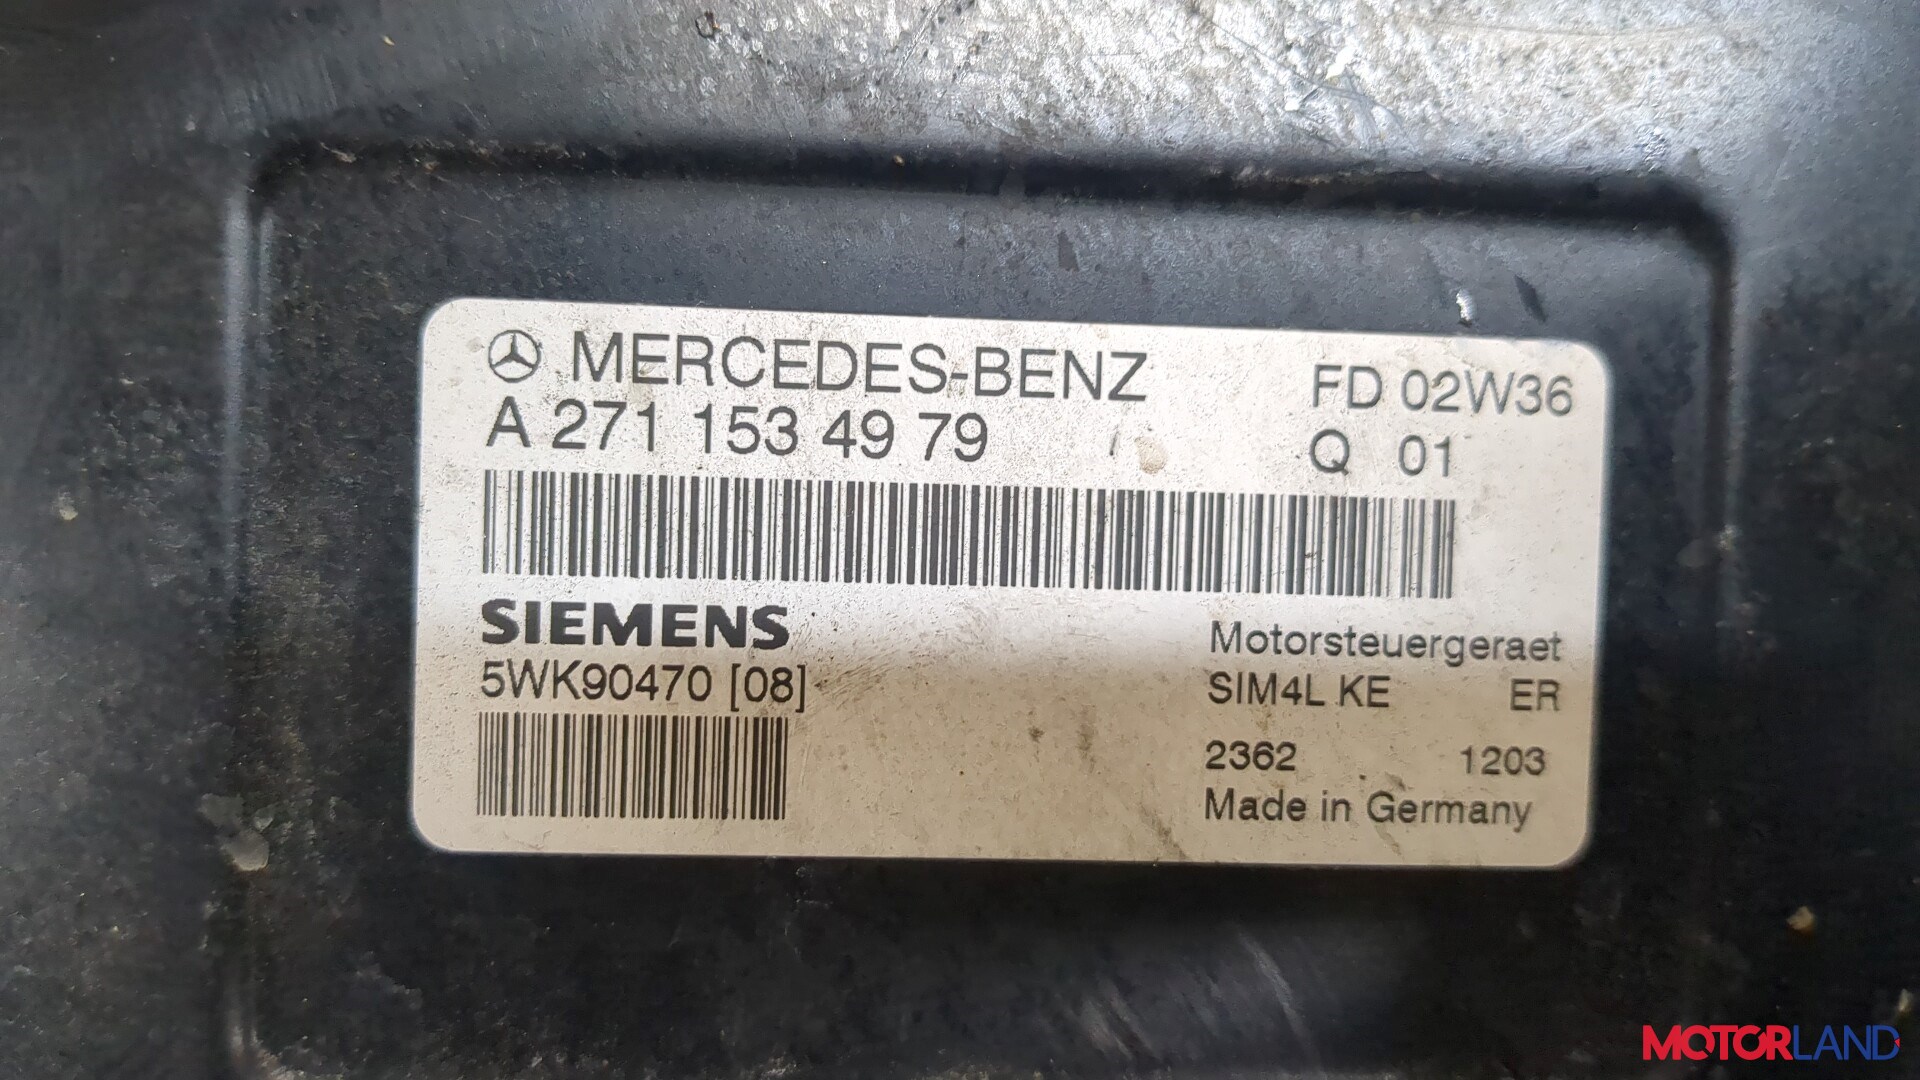 MERCEDES-BENZ FD 02W36
A 271 153 49 79 Q 01
SIEMENS Motorsteuergeraet
5WK90470 [08] SIM4L KE ER
2362 1203
Made in Germany
MOTORLAND